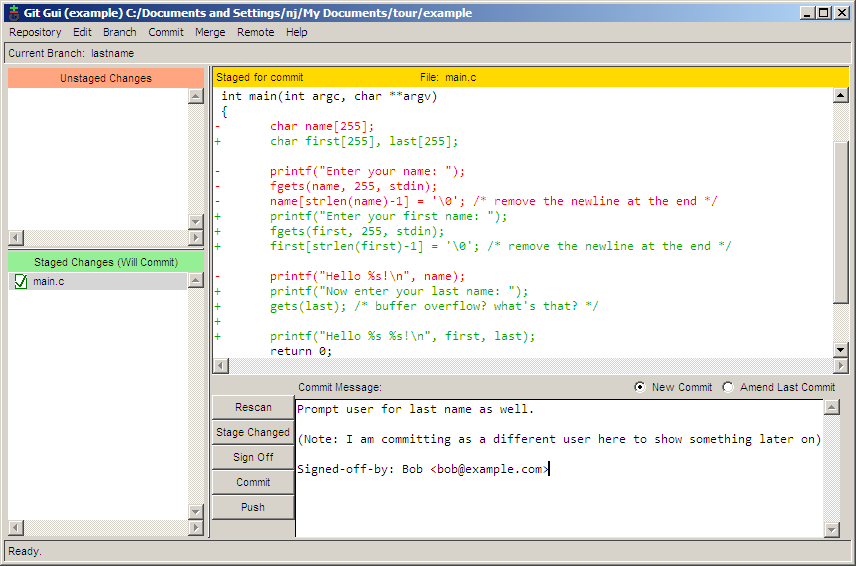 Git Gui (example) C:/Documents and Settings/nj/My Documents/tour/example
Repository Edit Branch Commit Merge Remote Help
Current Branch: lastname
Unstaged Changes
Staged Changes (Will Commit)
main.c
Staged for commit File: main.c
int main(int argc, char **argv)
{
- char name[255];
+ char first[255], last[255];
- printf("Enter your name: ");
- fgets(name, 255, stdin);
- name[strlen(name)-1] = '\0'; /* remove the newline at the end */
+ printf("Enter your first name: ");
+ fgets(first, 255, stdin);
+ first[strlen(first)-1] = '\0'; /* remove the newline at the end */
- printf("Hello %s!\n", name);
+ printf("Now enter your last name: ");
+ gets(last); /* buffer overflow? what's that? */
+
+ printf("Hello %s %s!\n", first, last);
return 0;
Commit Message: New Commit Amend Last Commit
Rescan
Stage Changed
Sign Off
Commit
Push
Prompt user for last name as well.
(Note: I am committing as a different user here to show something later on)
Signed-off-by: Bob <bob@example.com>
Ready.